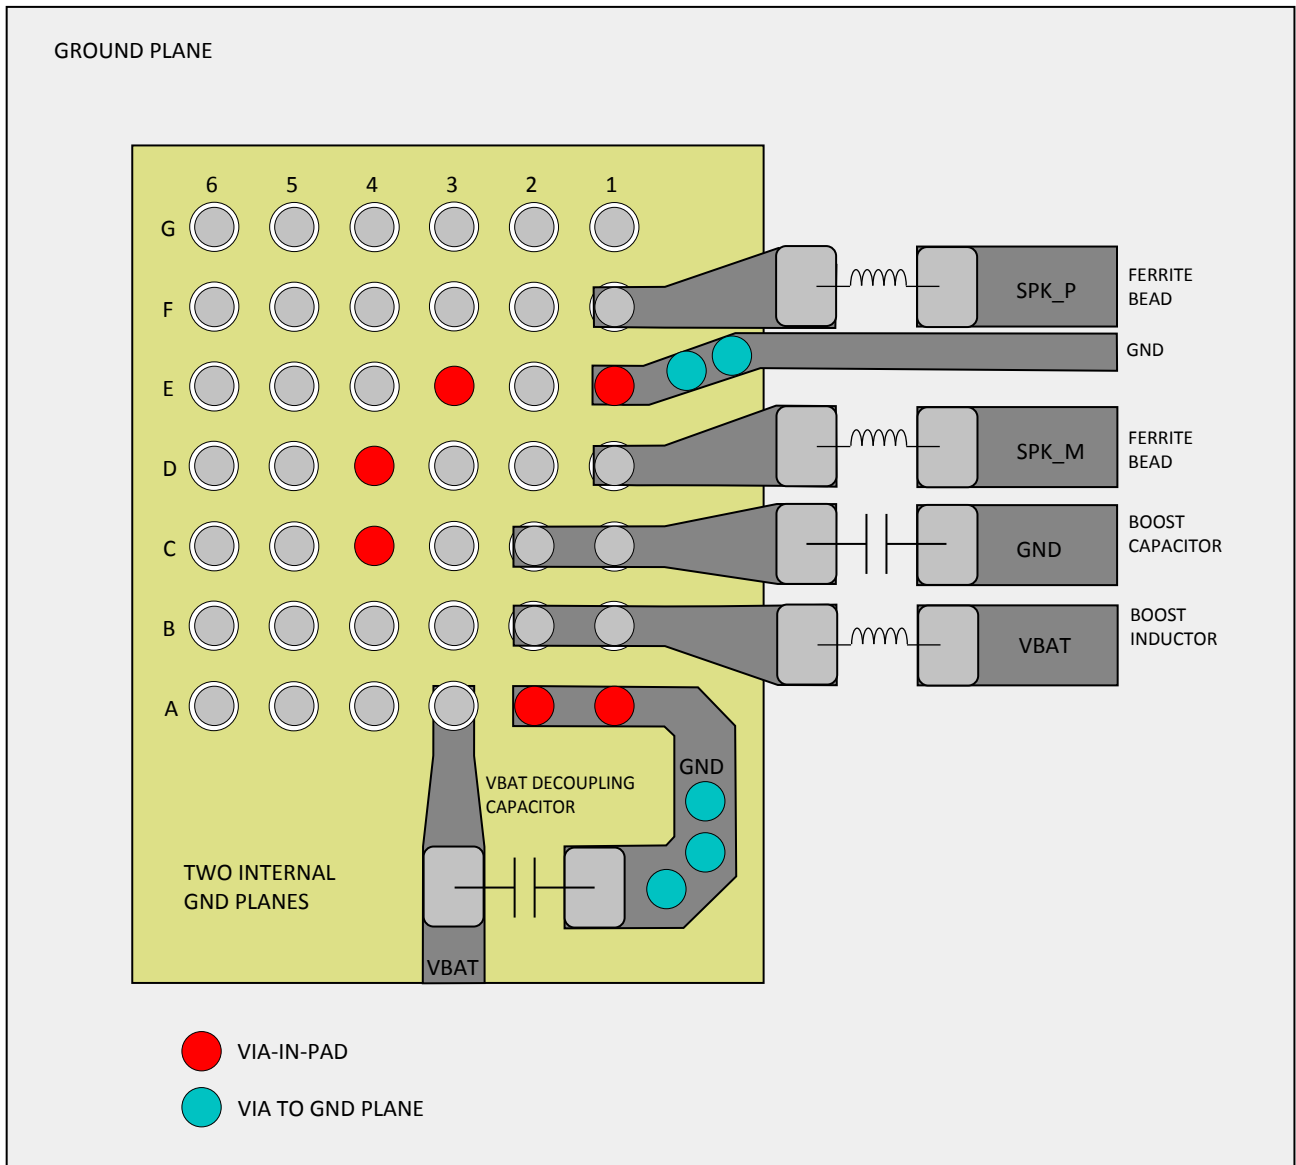 GROUND PLANE
6 5 4 3 2 1
G
F
SPK_P
FERRITE
BEAD
GND
E
D
SPK_M
FERRITE
BEAD
C
GND
BOOST
CAPACITOR
B
VBAT
BOOST
INDUCTOR
A
GND
VBAT DECOUPLING
CAPACITOR
TWO INTERNAL
GND PLANES
VBAT
VIA-IN-PAD
VIA TO GND PLANE